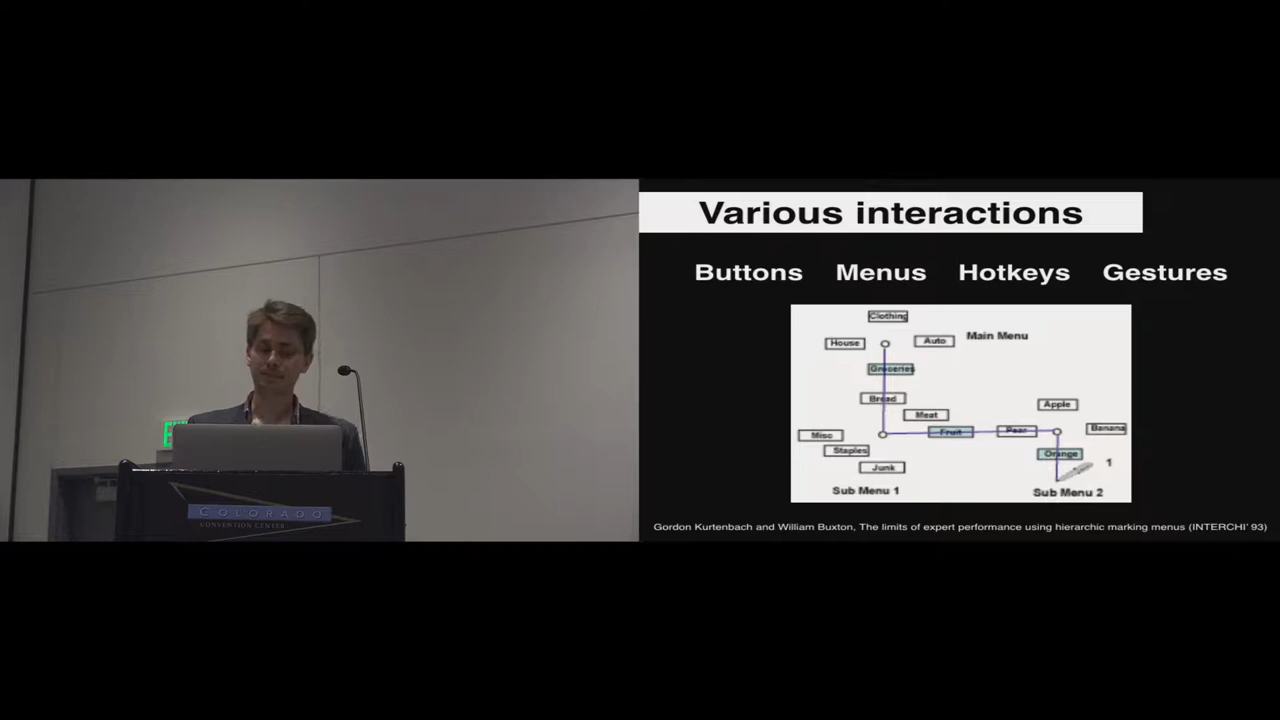 Various interactions
Buttons Menus Hotkeys Gestures
Clothing
House
Auto
Main Menu
Groceries
Bread
Meat
Apple
Misc
Fruit
Pear
Banana
Staples
Orange
Junk
1
Sub Menu 1
Sub Menu 2
Gordon Kurtenbach and William Buxton, The limits of expert performance using hierarchic marking menus (INTERCHI' 93)
COLORADO
CONVENTION CENTER